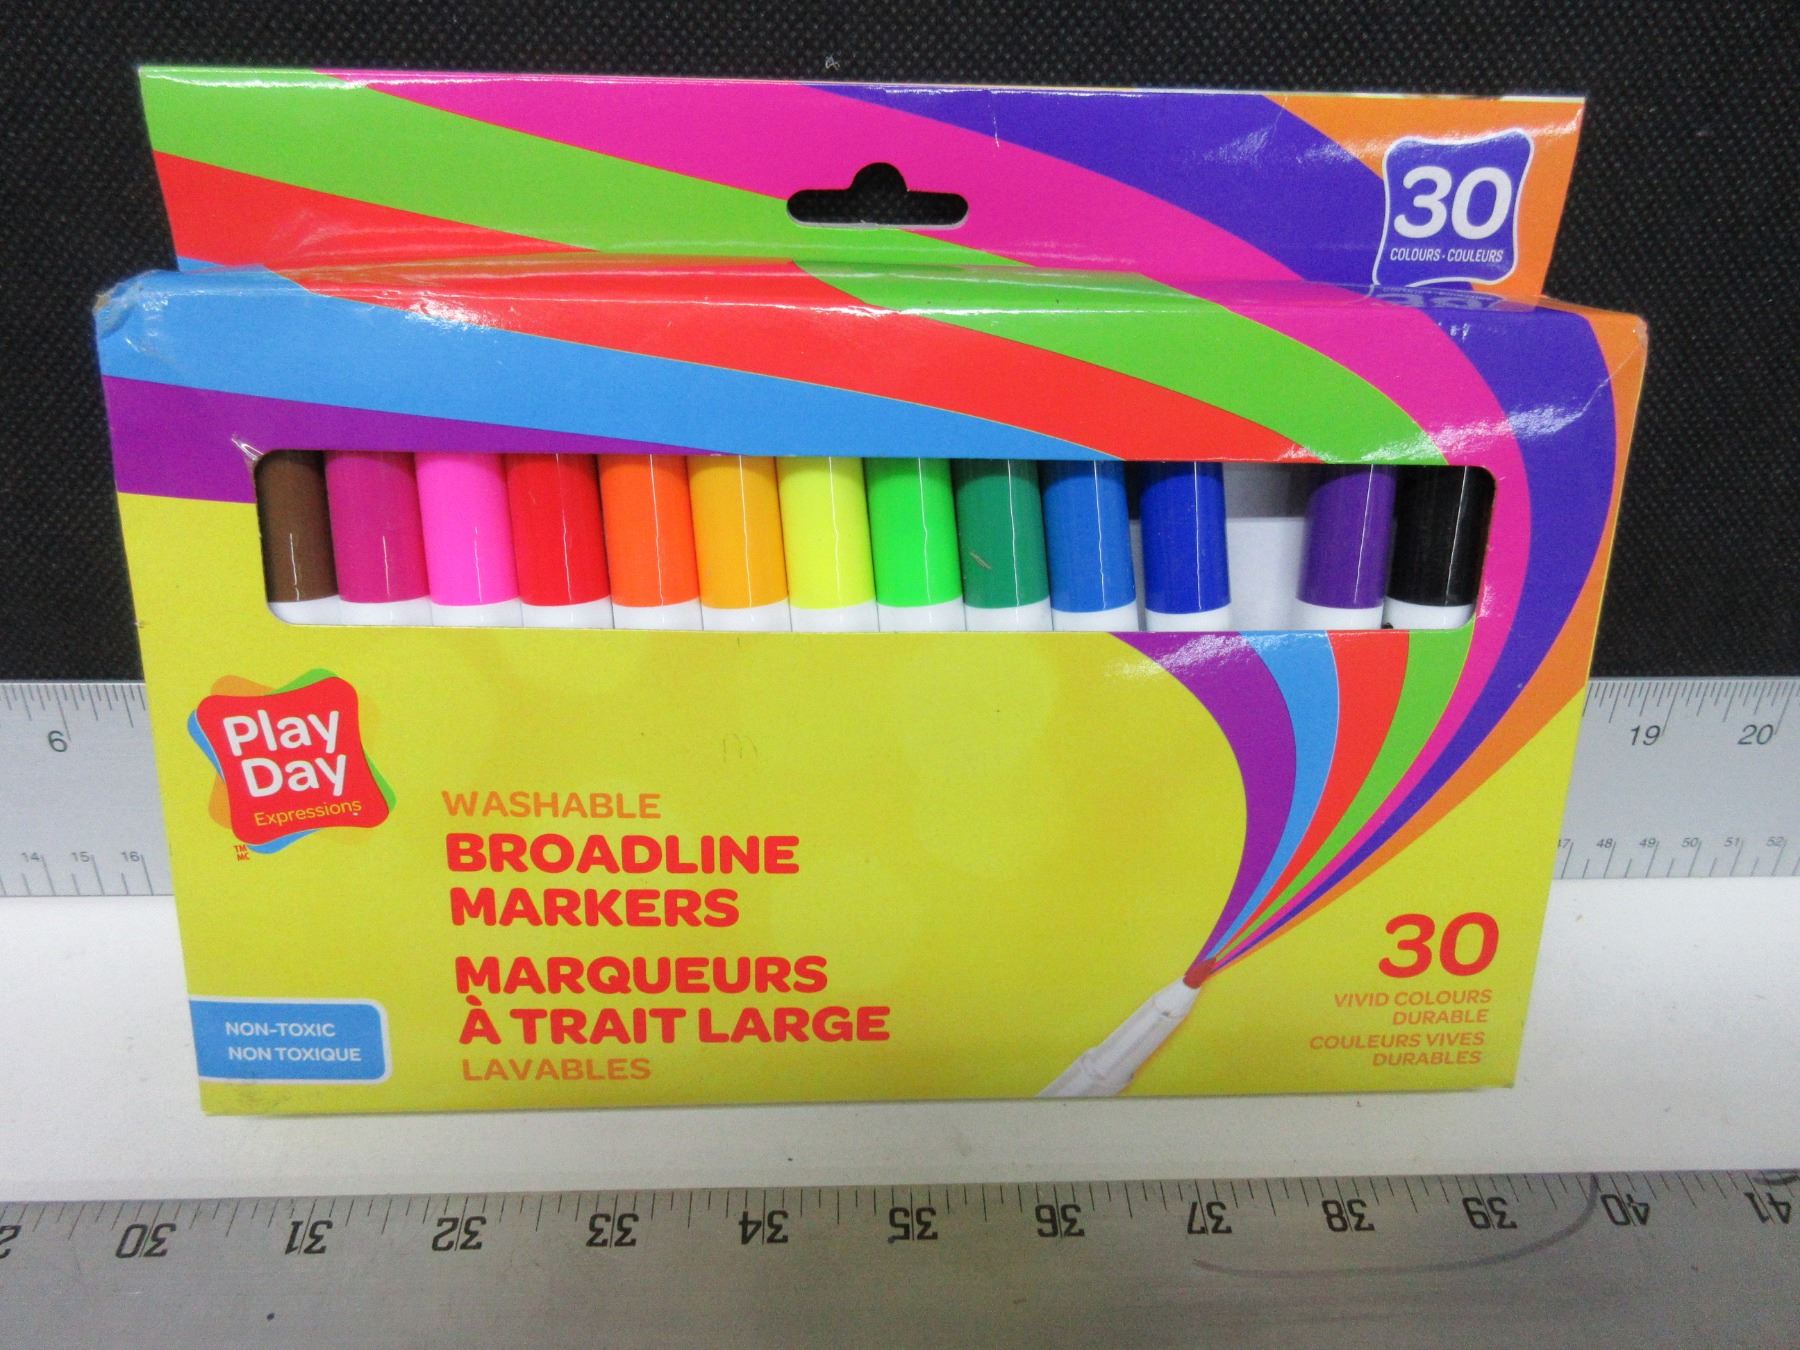 30
COLOURS · COULEURS
Play
Day
Expressions
TM
MC
WASHABLE
BROADLINE
MARKERS
MARQUEURS
À TRAIT LARGE
LAVABLES
NON-TOXIC
NON TOXIQUE
30
VIVID COLOURS
DURABLE
COULEURS VIVES
DURABLES
6 19 20
14 15 16 47 48 49 50 51 52
30 31 32 33 34 35 36 37 38 39 40 41